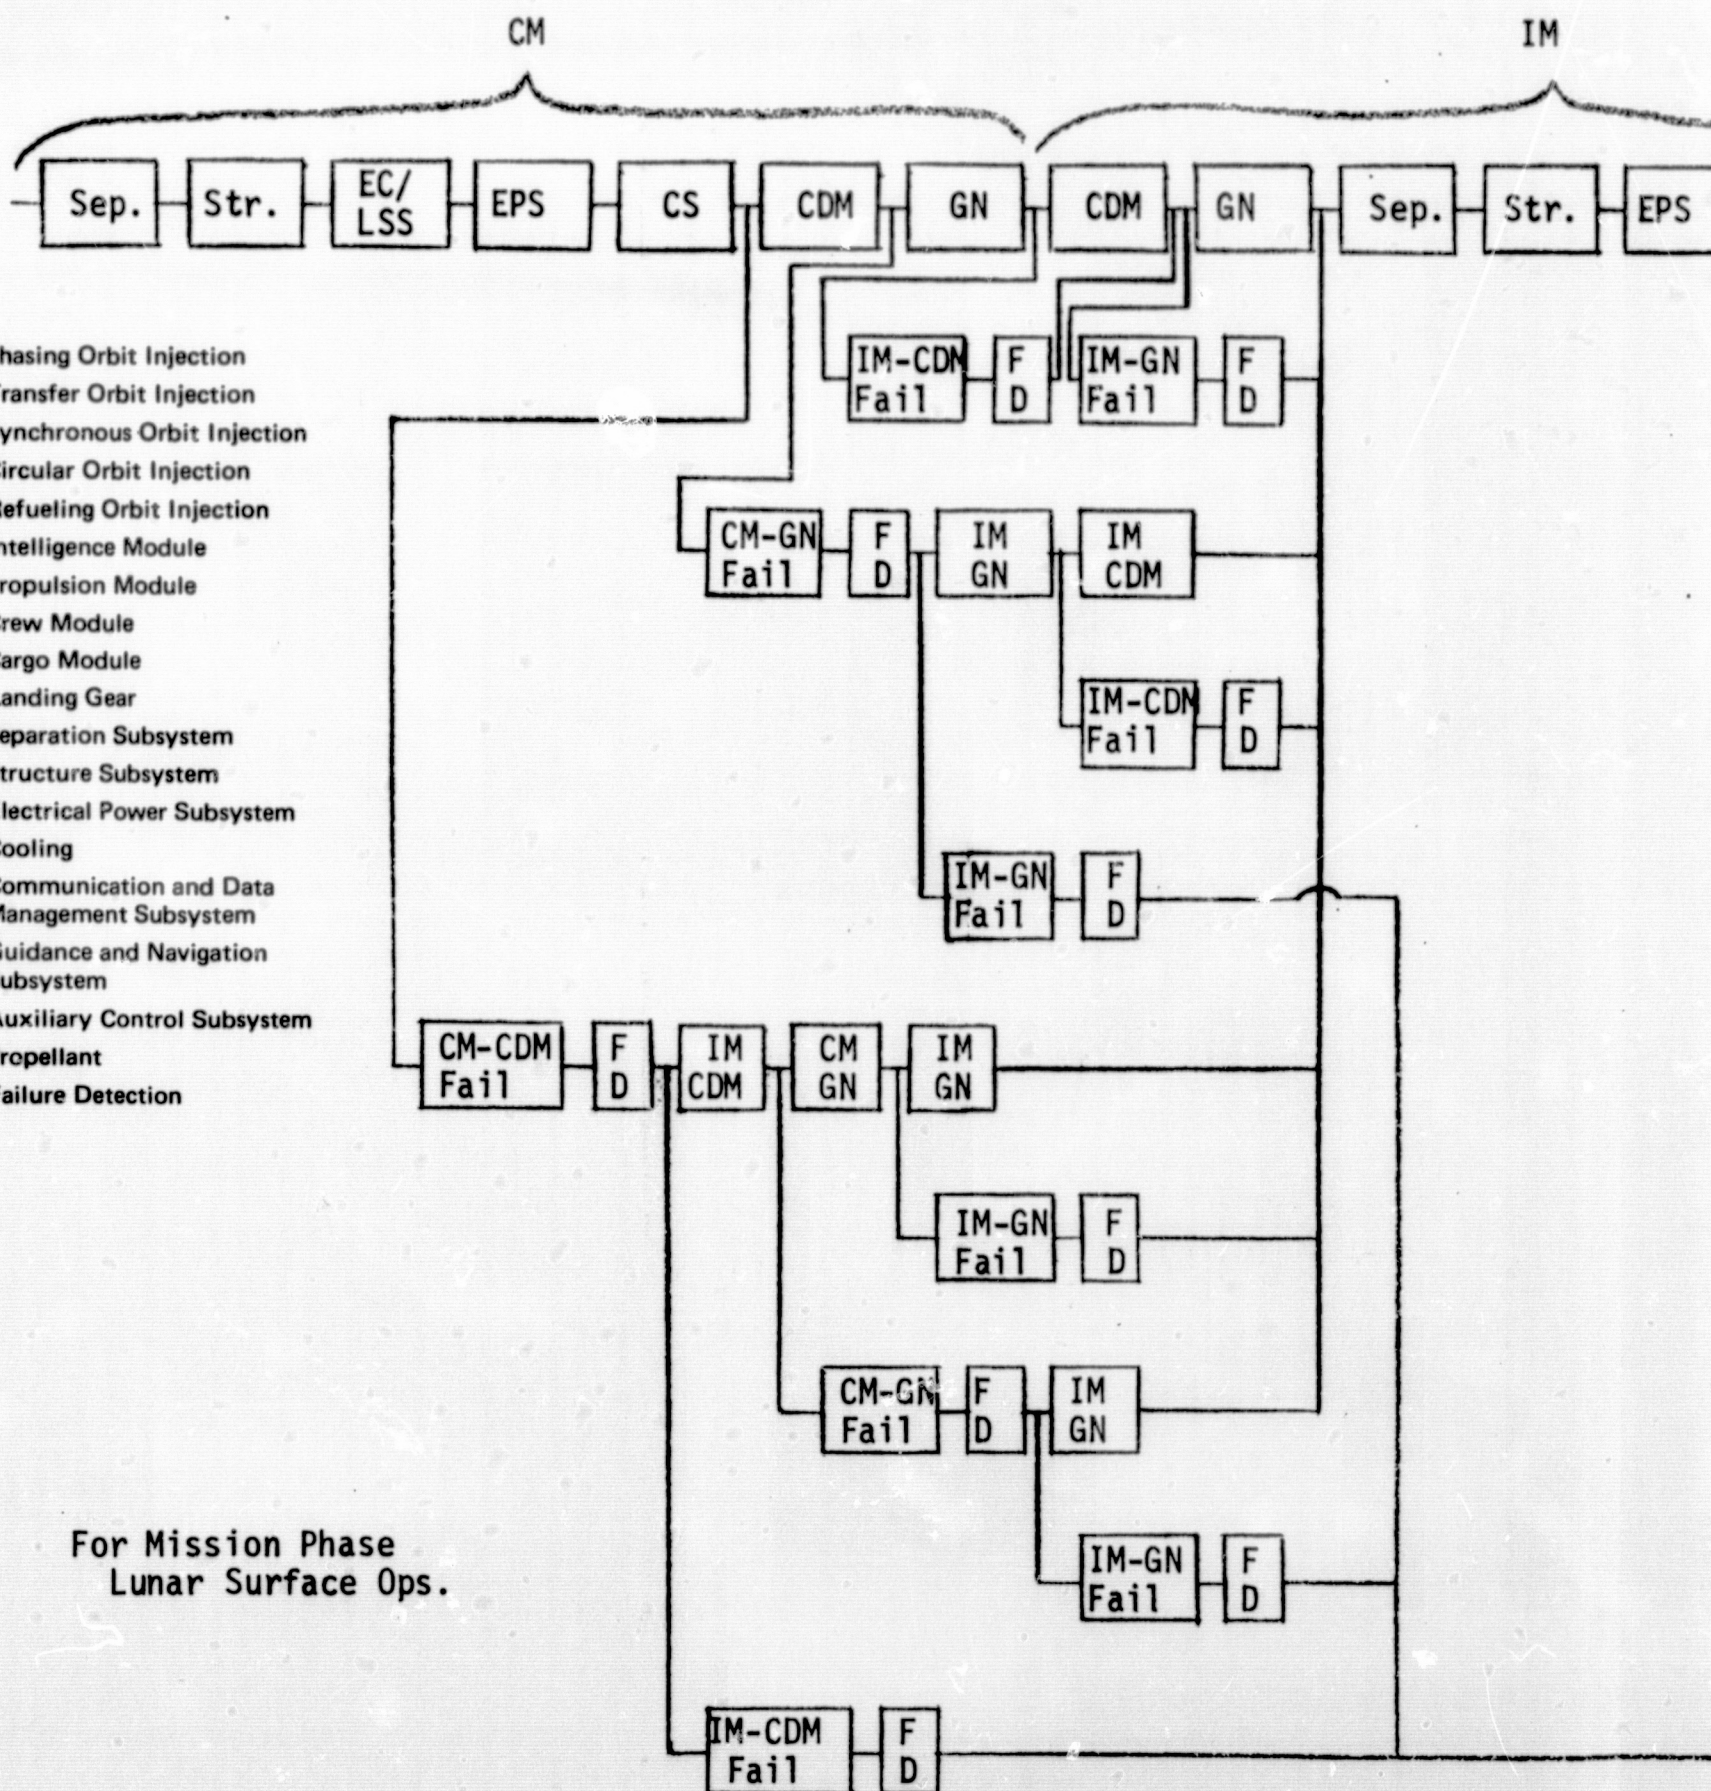 CM
IM
Sep.
Str.
EC/
LSS
EPS
CS
CDM
GN
CDM
GN
Sep.
Str.
EPS
IM-CDM
Fail
F
D
IM-GN
Fail
F
D
hasing Orbit Injection
ransfer Orbit Injection
ynchronous Orbit Injection
ircular Orbit Injection
efueling Orbit Injection
ntelligence Module
ropulsion Module
rew Module
argo Module
anding Gear
eparation Subsystem
tructure Subsystem
lectrical Power Subsystem
ooling
ommunication and Data
anagement Subsystem
uidance and Navigation
ubsystem
uxiliary Control Subsystem
ropellant
ailure Detection
CM-GN
Fail
F
D
IM
GN
IM
CDM
IM-CDM
Fail
F
D
IM-GN
Fail
F
D
CM-CDM
Fail
F
D
IM
CDM
CM
GN
IM
GN
IM-GN
Fail
F
D
CM-GN
Fail
F
D
IM
GN
IM-GN
Fail
F
D
For Mission Phase
Lunar Surface Ops.
IM-CDM
Fail
F
D